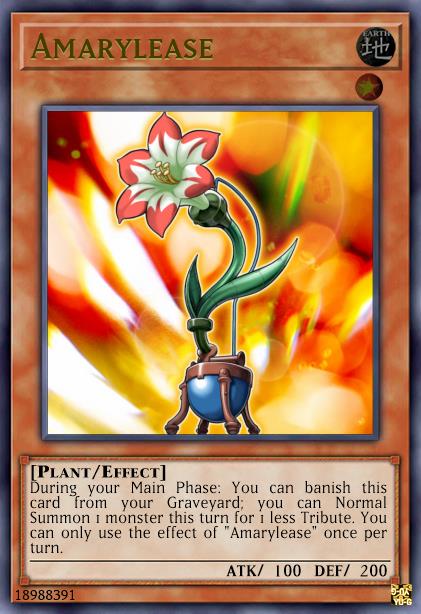 AMARYLEASE
EARTH
地
[PLANT/EFFECT]
During your Main Phase: You can banish this
card from your Graveyard; you can Normal
Summon 1 monster this turn for 1 less Tribute. You
can only use the effect of "Amarylease" once per
turn.
ATK/ 100 DEF/ 200
18988391